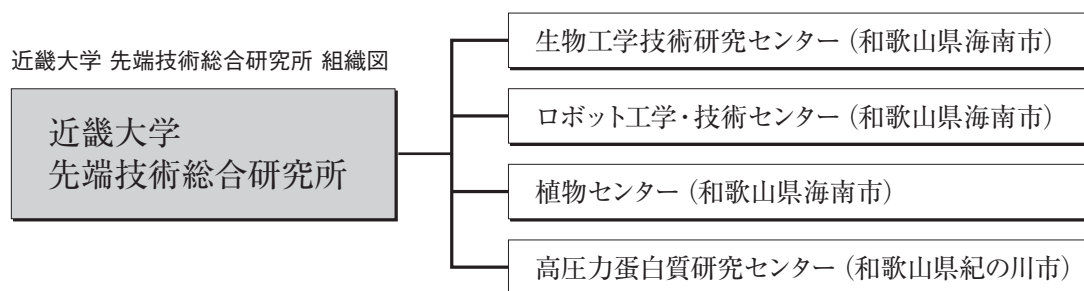 近畿大学 先端技術総合研究所 組織図
近畿大学
先端技術総合研究所
生物工学技術研究センター（和歌山県海南市）
ロボット工学・技術センター（和歌山県海南市）
植物センター（和歌山県海南市）
高圧力蛋白質研究センター（和歌山県紀の川市）